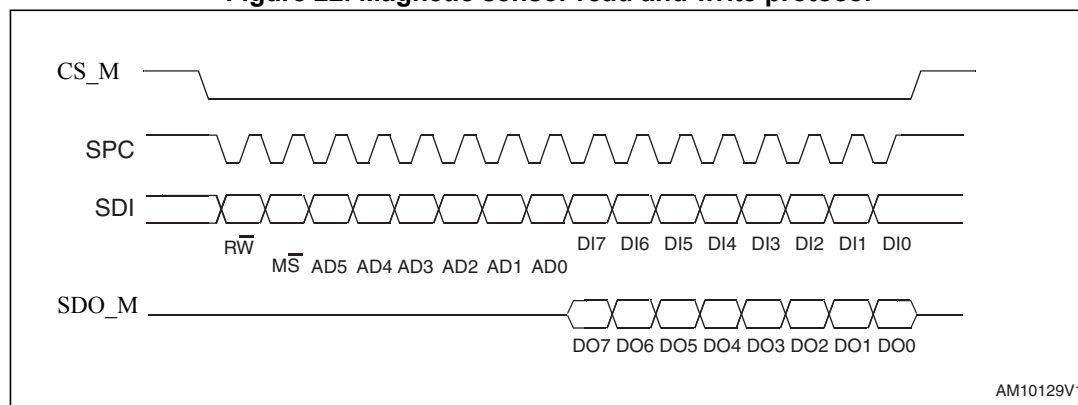 Figure 22. Magnetic sensor read and write protocol
CS_M
SPC
SDI
RW̅
DI7 DI6 DI5 DI4 DI3 DI2 DI1 DI0
MS̅ AD5 AD4 AD3 AD2 AD1 AD0
SDO_M
DO7 DO6 DO5 DO4 DO3 DO2 DO1 DO0
AM10129V1